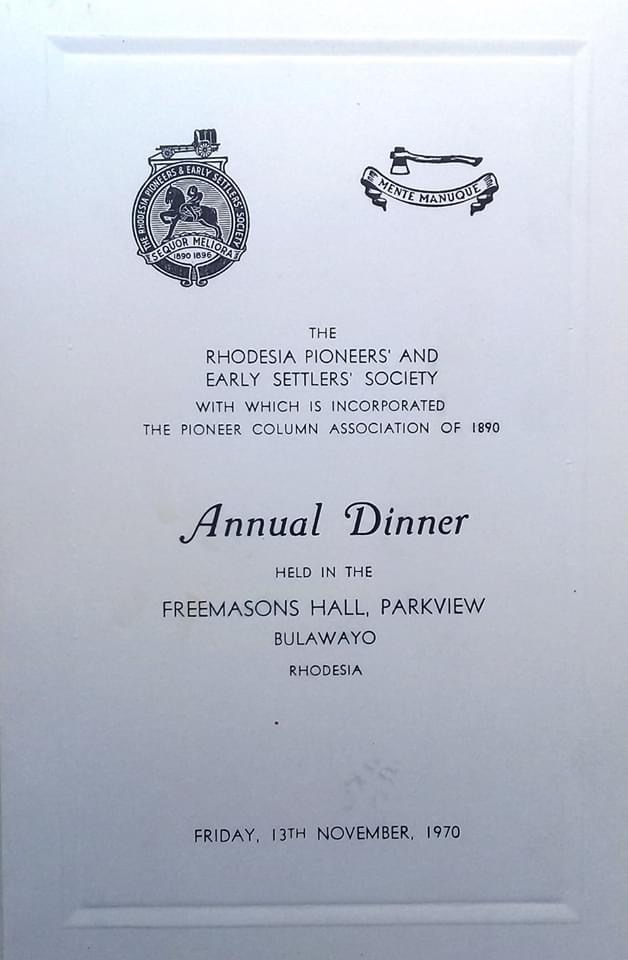 THE RHODESIA PIONEERS & EARLY SETTLERS' SOCIETY
SEQUOR MELIORA
1890 1896
MENTE MANUQUE
THE
RHODESIA PIONEERS' AND
EARLY SETTLERS' SOCIETY
WITH WHICH IS INCORPORATED
THE PIONEER COLUMN ASSOCIATION OF 1890
Annual Dinner
HELD IN THE
FREEMASONS HALL, PARKVIEW
BULAWAYO
RHODESIA
FRIDAY, 13TH NOVEMBER, 1970